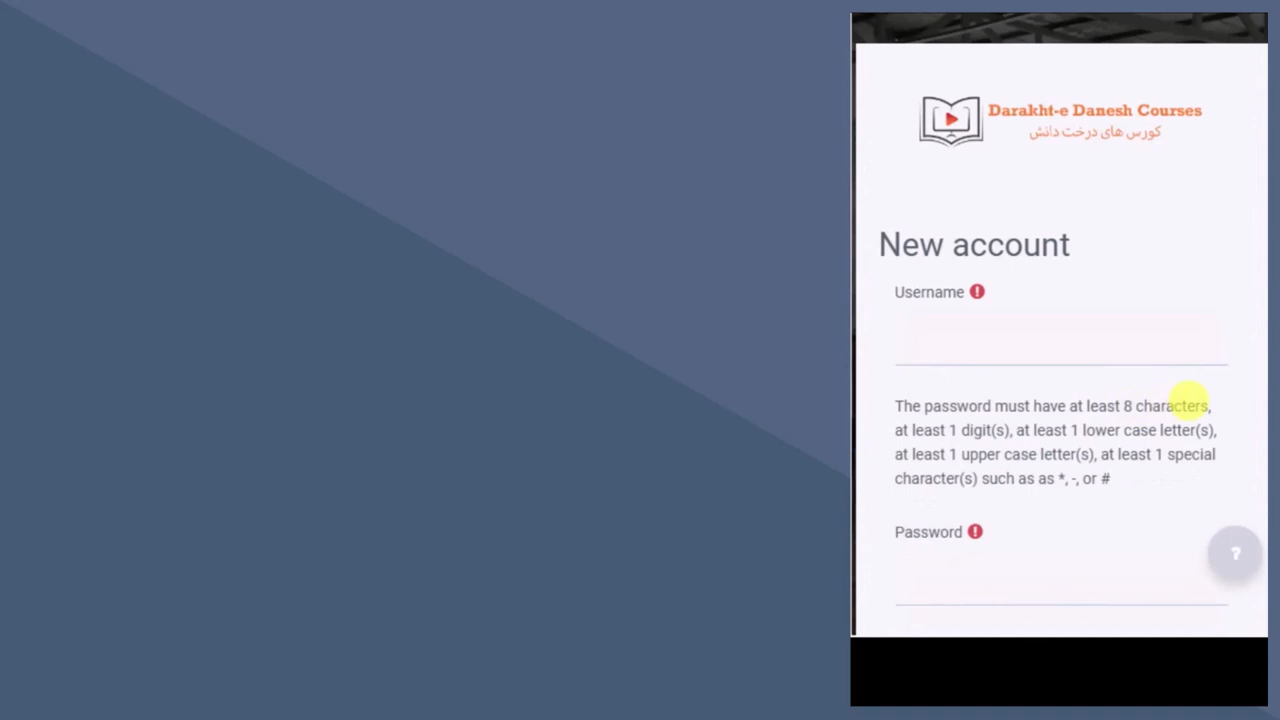 Darakht-e Danesh Courses
کورس های درخت دانش
New account
Username
The password must have at least 8 characters,
at least 1 digit(s), at least 1 lower case letter(s),
at least 1 upper case letter(s), at least 1 special
character(s) such as as *, -, or #
Password
?